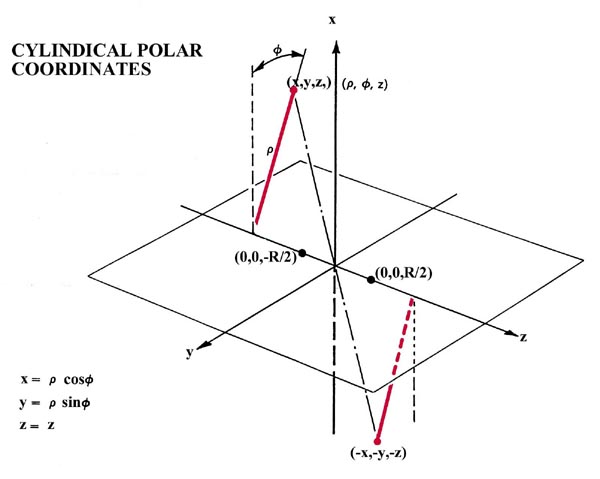 x
CYLINDICAL POLAR
COORDINATES
ϕ
(x,y,z,)
(ρ, ϕ, z)
ρ
(0,0,-R/2)
(0,0,R/2)
z
y
x = ρ cosϕ
y = ρ sinϕ
z = z
(-x,-y,-z)